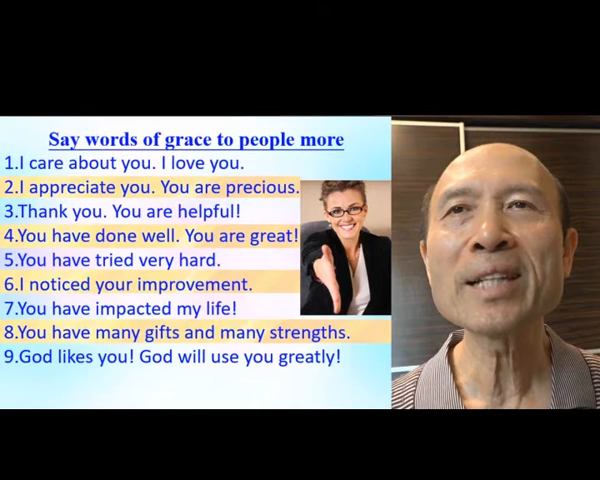 Say words of grace to people more
1.I care about you. I love you.
2.I appreciate you. You are precious.
3.Thank you. You are helpful!
4.You have done well. You are great!
5.You have tried very hard.
6.I noticed your improvement.
7.You have impacted my life!
8.You have many gifts and many strengths.
9.God likes you! God will use you greatly!